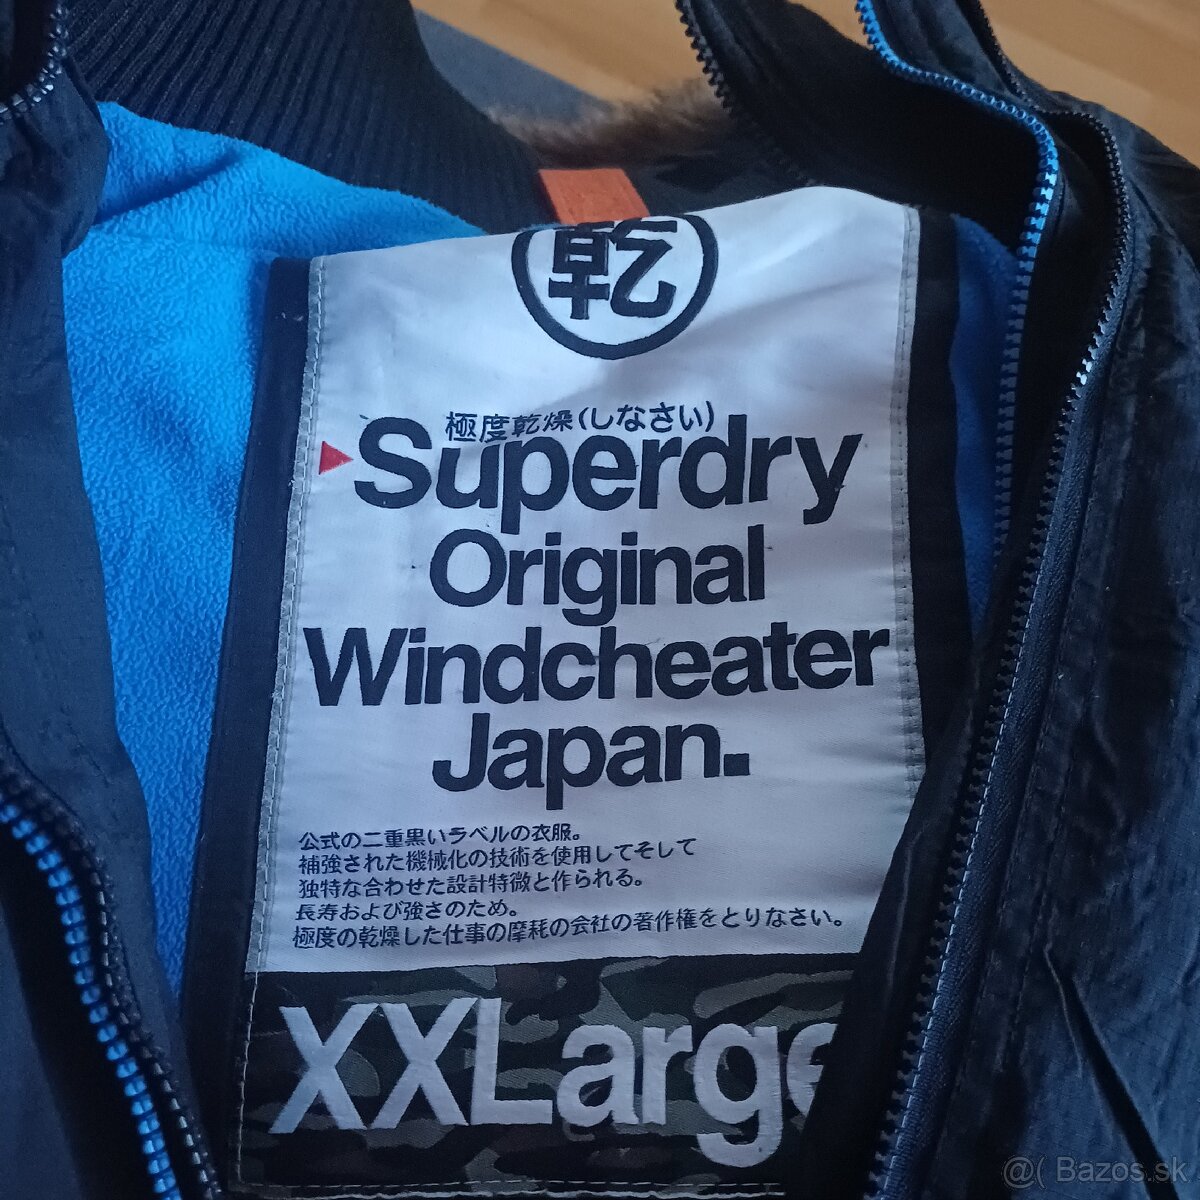 乾
極度乾燥(しなさい)
Superdry
Original
Windcheater
Japan.
公式の二重黒いラベルの衣服。
補強された機械化の技術を使用してそして
独特な合わせた設計特徴と作られる。
長寿および強さのため。
極度の乾燥した仕事の摩耗の会社の著作権をとりなさい。
XXLarge
@( Bazos.sk